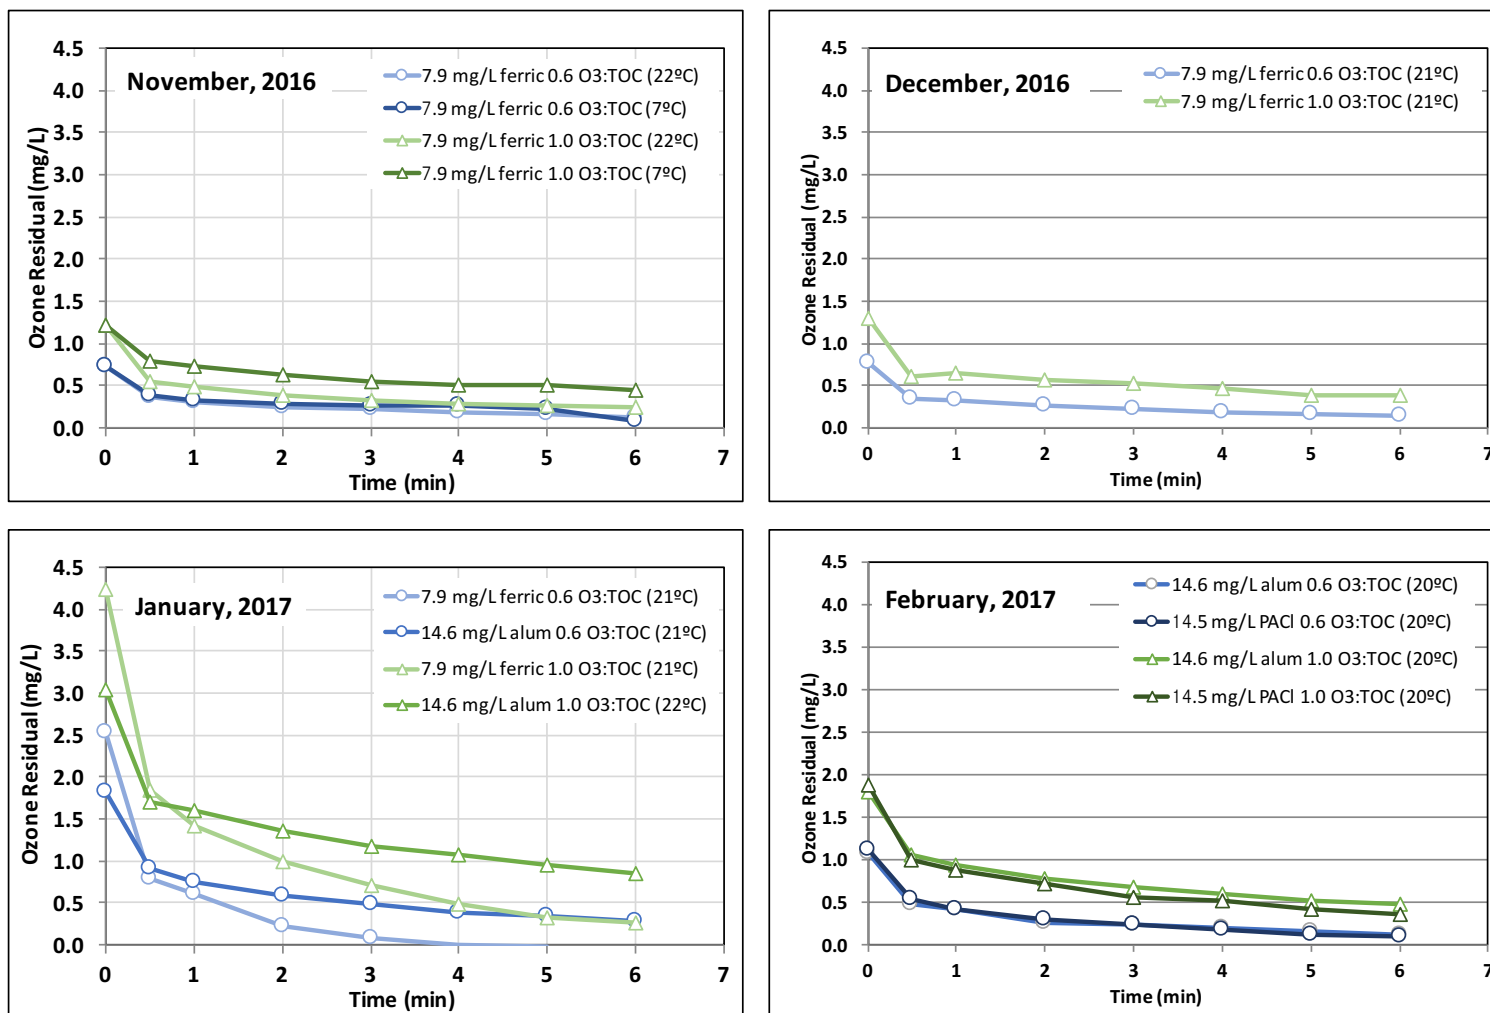 November, 2016
7.9 mg/L ferric 0.6 O3:TOC (22ºC)
7.9 mg/L ferric 0.6 O3:TOC (7ºC)
7.9 mg/L ferric 1.0 O3:TOC (22ºC)
7.9 mg/L ferric 1.0 O3:TOC (7ºC)
Ozone Residual (mg/L)
4.5
4.0
3.5
3.0
2.5
2.0
1.5
1.0
0.5
0.0
0 1 2 3 4 5 6 7
Time (min)
December, 2016
7.9 mg/L ferric 0.6 O3:TOC (21ºC)
7.9 mg/L ferric 1.0 O3:TOC (21ºC)
Ozone Residual (mg/L)
4.5
4.0
3.5
3.0
2.5
2.0
1.5
1.0
0.5
0.0
0 1 2 3 4 5 6 7
Time (min)
January, 2017
7.9 mg/L ferric 0.6 O3:TOC (21ºC)
14.6 mg/L alum 0.6 O3:TOC (21ºC)
7.9 mg/L ferric 1.0 O3:TOC (21ºC)
14.6 mg/L alum 1.0 O3:TOC (22ºC)
Ozone Residual (mg/L)
4.5
4.0
3.5
3.0
2.5
2.0
1.5
1.0
0.5
0.0
0 1 2 3 4 5 6 7
Time (min)
February, 2017
14.6 mg/L alum 0.6 O3:TOC (20ºC)
14.5 mg/L PACl 0.6 O3:TOC (20ºC)
14.6 mg/L alum 1.0 O3:TOC (20ºC)
14.5 mg/L PACl 1.0 O3:TOC (20ºC)
Ozone Residual (mg/L)
4.5
4.0
3.5
3.0
2.5
2.0
1.5
1.0
0.5
0.0
0 1 2 3 4 5 6 7
Time (min)